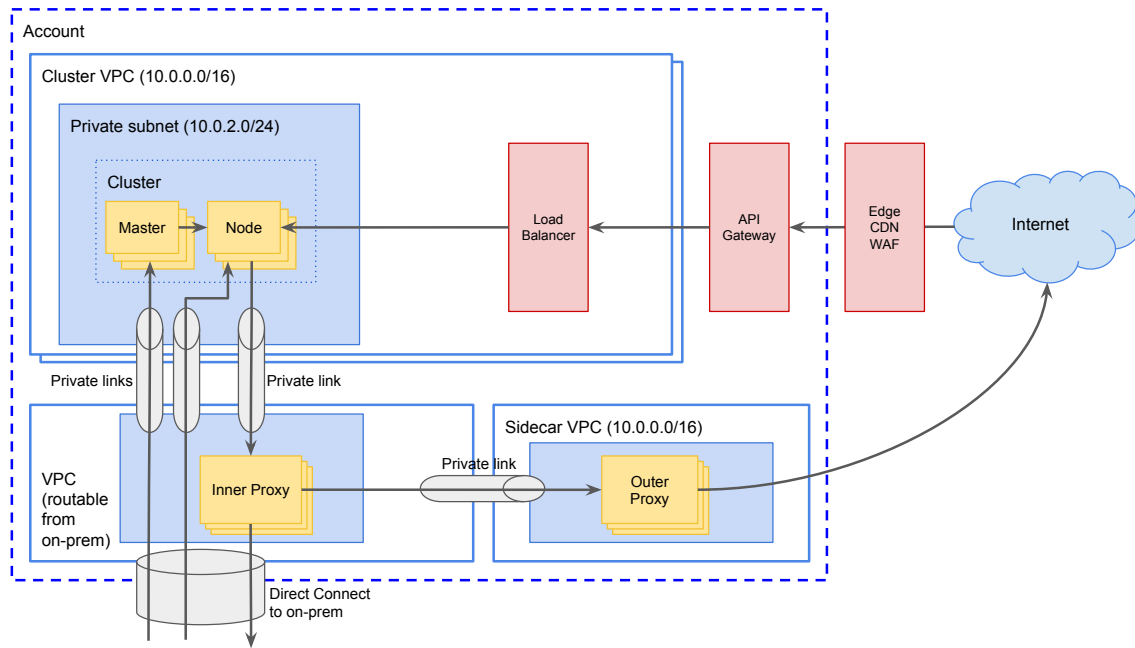 Account
Cluster VPC (10.0.0.0/16)
Private subnet (10.0.2.0/24)
Cluster
Master
Node
Load
Balancer
API
Gateway
Edge
CDN
WAF
Internet
Private links
Private link
Sidecar VPC (10.0.0.0/16)
Private link
VPC
(routable
from
on-prem)
Inner Proxy
Outer
Proxy
Direct Connect
to on-prem